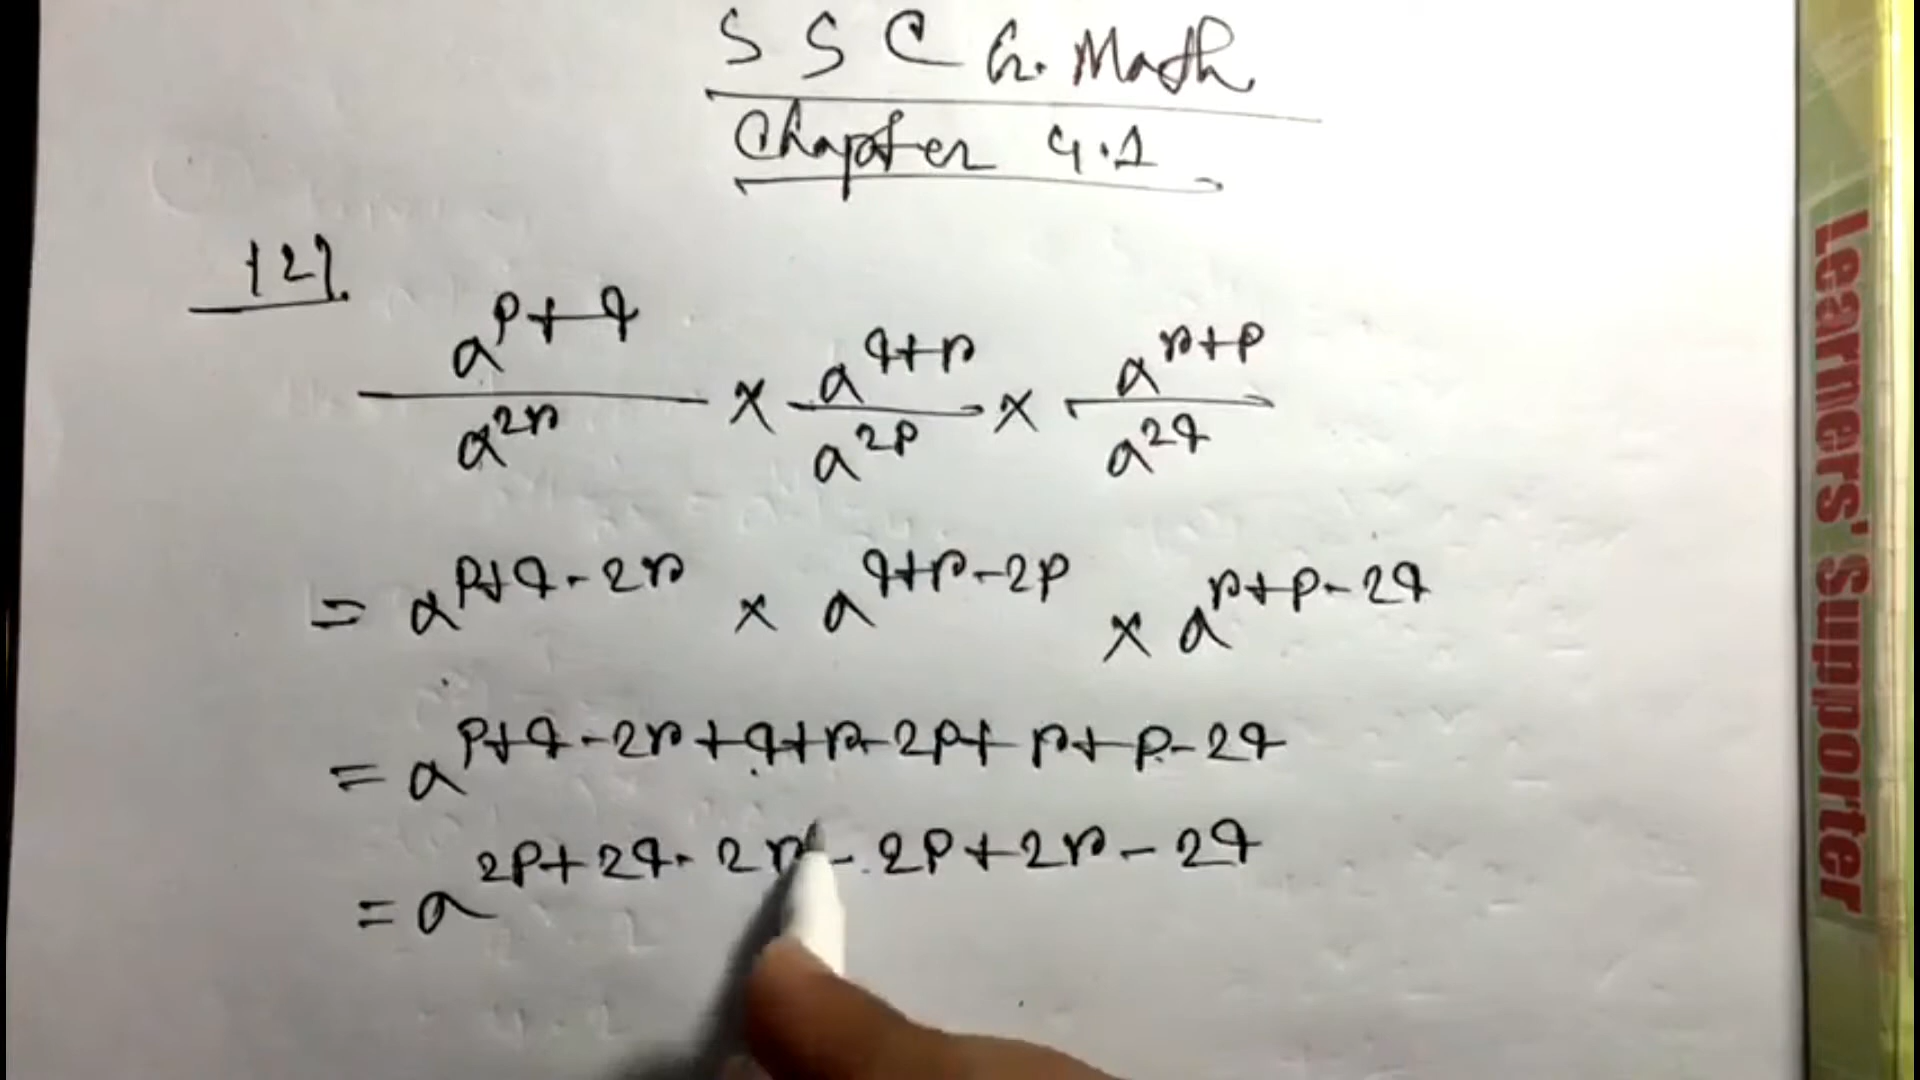 SSC G. Math
Chapter 4.1
12].
a^{p+q}/a^{2r} × a^{q+r}/a^{2p} × a^{r+p}/a^{2q}
= a^{p+q-2r} × a^{q+r-2p} × a^{r+p-2q}
= a^{p+q-2r+q+r-2p+r+p-2q}
= a^{2p+2q-2r-2p+2r-2q}
Learners' Supporter